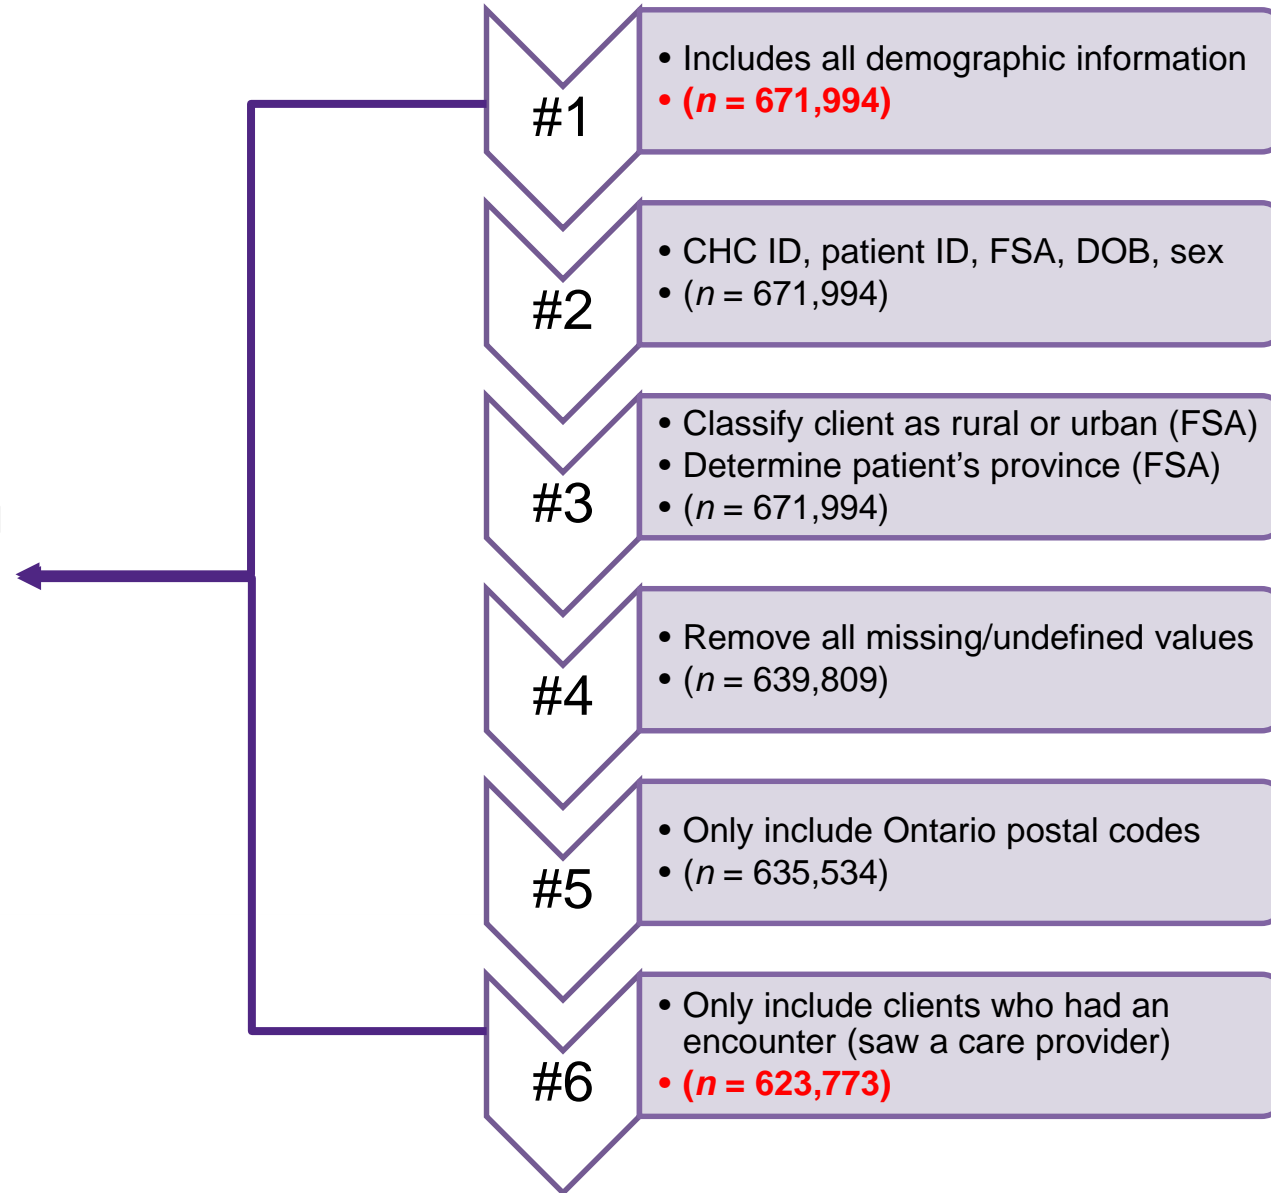 #1
• Includes all demographic information
• (n = 671,994)
#2
• CHC ID, patient ID, FSA, DOB, sex
• (n = 671,994)
#3
• Classify client as rural or urban (FSA)
• Determine patient’s province (FSA)
• (n = 671,994)
#4
• Remove all missing/undefined values
• (n = 639,809)
#5
• Only include Ontario postal codes
• (n = 635,534)
#6
• Only include clients who had an
encounter (saw a care provider)
• (n = 623,773)